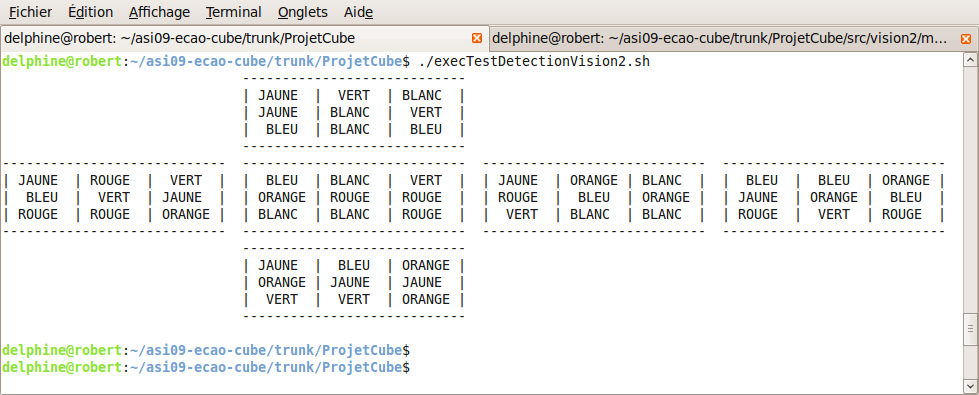 Fichier Édition Affichage Terminal Onglets Aide
delphine@robert: ~/asi09-ecao-cube/trunk/ProjetCube delphine@robert: ~/asi09-ecao-cube/trunk/ProjetCube/src/vision2/m...
delphine@robert:~/asi09-ecao-cube/trunk/ProjetCube$ ./execTestDetectionVision2.sh
----------------------------
| JAUNE | VERT | BLANC |
| JAUNE | BLANC | VERT |
| BLEU | BLANC | BLEU |
----------------------------
---------------------------- ---------------------------- ---------------------------- ----------------------------
| JAUNE | ROUGE | VERT | | BLEU | BLANC | VERT | | JAUNE | ORANGE | BLANC | | BLEU | BLEU | ORANGE |
| BLEU | VERT | JAUNE | | ORANGE | ROUGE | ROUGE | | ROUGE | BLEU | ORANGE | | JAUNE | ORANGE | BLEU |
| ROUGE | ROUGE | ORANGE | | BLANC | BLANC | ROUGE | | VERT | BLANC | BLANC | | ROUGE | VERT | ROUGE |
---------------------------- ---------------------------- ---------------------------- ----------------------------
----------------------------
| JAUNE | BLEU | ORANGE |
| ORANGE | JAUNE | JAUNE |
| VERT | VERT | ORANGE |
----------------------------
delphine@robert:~/asi09-ecao-cube/trunk/ProjetCube$
delphine@robert:~/asi09-ecao-cube/trunk/ProjetCube$